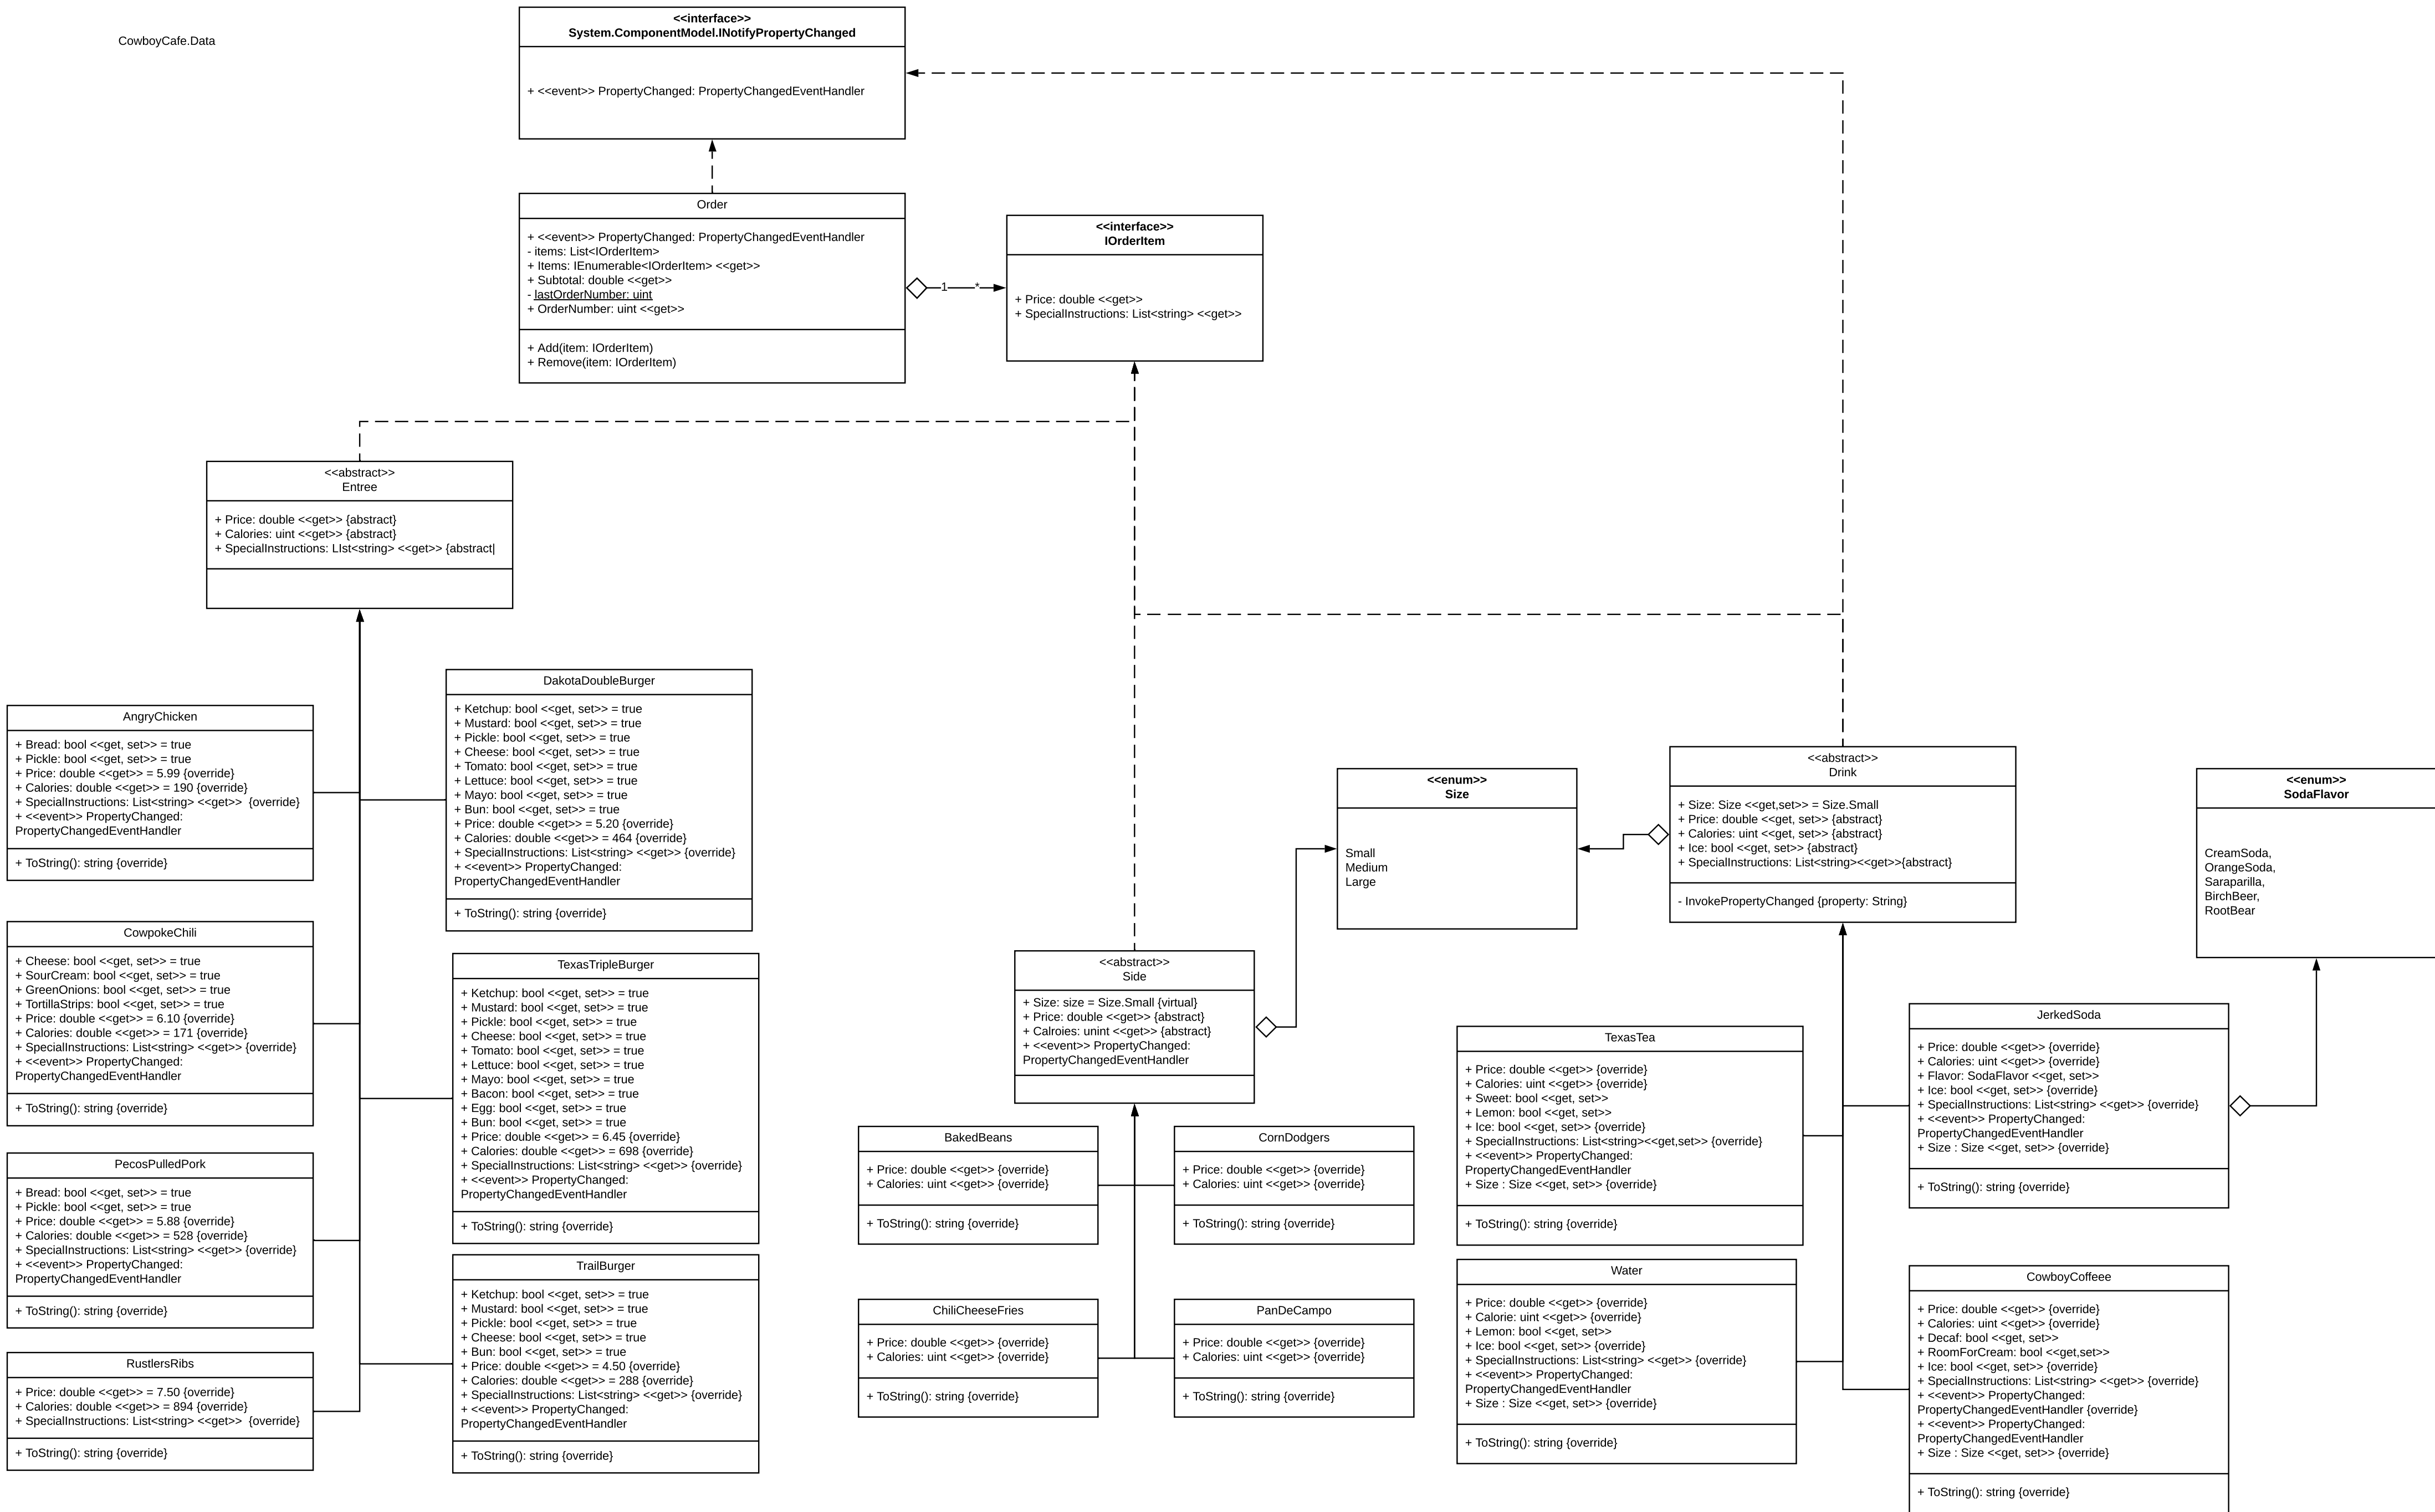 CowboyCafe.Data
<<interface>>
System.ComponentModel.INotifyPropertyChanged
+ <<event>> PropertyChanged: PropertyChangedEventHandler
Order
+ <<event>> PropertyChanged: PropertyChangedEventHandler
- items: List<IOrderItem>
+ Items: IEnumerable<IOrderItem> <<get>>
+ Subtotal: double <<get>>
- lastOrderNumber: uint
+ OrderNumber: uint <<get>>
+ Add(item: IOrderItem)
+ Remove(item: IOrderItem)
1
*
<<interface>>
IOrderItem
+ Price: double <<get>>
+ SpecialInstructions: List<string> <<get>>
<<abstract>>
Entree
+ Price: double <<get>> {abstract}
+ Calories: uint <<get>> {abstract}
+ SpecialInstructions: LIst<string> <<get>> {abstract|
AngryChicken
+ Bread: bool <<get, set>> = true
+ Pickle: bool <<get, set>> = true
+ Price: double <<get>> = 5.99 {override}
+ Calories: double <<get>> = 190 {override}
+ SpecialInstructions: List<string> <<get>>  {override}
+ <<event>> PropertyChanged:
PropertyChangedEventHandler
+ ToString(): string {override}
CowpokeChili
+ Cheese: bool <<get, set>> = true
+ SourCream: bool <<get, set>> = true
+ GreenOnions: bool <<get, set>> = true
+ TortillaStrips: bool <<get, set>> = true
+ Price: double <<get>> = 6.10 {override}
+ Calories: double <<get>> = 171 {override}
+ SpecialInstructions: List<string> <<get>> {override}
+ <<event>> PropertyChanged:
PropertyChangedEventHandler
+ ToString(): string {override}
PecosPulledPork
+ Bread: bool <<get, set>> = true
+ Pickle: bool <<get, set>> = true
+ Price: double <<get>> = 5.88 {override}
+ Calories: double <<get>> = 528 {override}
+ SpecialInstructions: List<string> <<get>> {override}
+ <<event>> PropertyChanged:
PropertyChangedEventHandler
+ ToString(): string {override}
RustlersRibs
+ Price: double <<get>> = 7.50 {override}
+ Calories: double <<get>> = 894 {override}
+ SpecialInstructions: List<string> <<get>>  {override}
+ ToString(): string {override}
DakotaDoubleBurger
+ Ketchup: bool <<get, set>> = true
+ Mustard: bool <<get, set>> = true
+ Pickle: bool <<get, set>> = true
+ Cheese: bool <<get, set>> = true
+ Tomato: bool <<get, set>> = true
+ Lettuce: bool <<get, set>> = true
+ Mayo: bool <<get, set>> = true
+ Bun: bool <<get, set>> = true
+ Price: double <<get>> = 5.20 {override}
+ Calories: double <<get>> = 464 {override}
+ SpecialInstructions: List<string> <<get>> {override}
+ <<event>> PropertyChanged:
PropertyChangedEventHandler
+ ToString(): string {override}
TexasTripleBurger
+ Ketchup: bool <<get, set>> = true
+ Mustard: bool <<get, set>> = true
+ Pickle: bool <<get, set>> = true
+ Cheese: bool <<get, set>> = true
+ Tomato: bool <<get, set>> = true
+ Lettuce: bool <<get, set>> = true
+ Mayo: bool <<get, set>> = true
+ Bacon: bool <<get, set>> = true
+ Egg: bool <<get, set>> = true
+ Bun: bool <<get, set>> = true
+ Price: double <<get>> = 6.45 {override}
+ Calories: double <<get>> = 698 {override}
+ SpecialInstructions: List<string> <<get>> {override}
+ <<event>> PropertyChanged:
PropertyChangedEventHandler
+ ToString(): string {override}
TrailBurger
+ Ketchup: bool <<get, set>> = true
+ Mustard: bool <<get, set>> = true
+ Pickle: bool <<get, set>> = true
+ Cheese: bool <<get, set>> = true
+ Bun: bool <<get, set>> = true
+ Price: double <<get>> = 4.50 {override}
+ Calories: double <<get>> = 288 {override}
+ SpecialInstructions: List<string> <<get>> {override}
+ <<event>> PropertyChanged:
PropertyChangedEventHandler
+ ToString(): string {override}
<<abstract>>
Side
+ Size: size = Size.Small {virtual}
+ Price: double <<get>> {abstract}
+ Calroies: unint <<get>> {abstract}
+ <<event>> PropertyChanged:
PropertyChangedEventHandler
BakedBeans
+ Price: double <<get>> {override}
+ Calories: uint <<get>> {override}
+ ToString(): string {override}
CornDodgers
+ Price: double <<get>> {override}
+ Calories: uint <<get>> {override}
+ ToString(): string {override}
ChiliCheeseFries
+ Price: double <<get>> {override}
+ Calories: uint <<get>> {override}
+ ToString(): string {override}
PanDeCampo
+ Price: double <<get>> {override}
+ Calories: uint <<get>> {override}
+ ToString(): string {override}
<<enum>>
Size
Small
Medium
Large
<<abstract>>
Drink
+ Size: Size <<get,set>> = Size.Small
+ Price: double <<get, set>> {abstract}
+ Calories: uint <<get, set>> {abstract}
+ Ice: bool <<get, set>> {abstract}
+ SpecialInstructions: List<string><<get>>{abstract}
- InvokePropertyChanged {property: String}
<<enum>>
SodaFlavor
CreamSoda,
OrangeSoda,
Saraparilla,
BirchBeer,
RootBear
TexasTea
+ Price: double <<get>> {override}
+ Calories: uint <<get>> {override}
+ Sweet: bool <<get, set>>
+ Lemon: bool <<get, set>>
+ Ice: bool <<get, set>> {override}
+ SpecialInstructions: List<string><<get,set>> {override}
+ <<event>> PropertyChanged:
PropertyChangedEventHandler
+ Size : Size <<get, set>> {override}
+ ToString(): string {override}
Water
+ Price: double <<get>> {override}
+ Calorie: uint <<get>> {override}
+ Lemon: bool <<get, set>>
+ Ice: bool <<get, set>> {override}
+ SpecialInstructions: List<string> <<get>> {override}
+ <<event>> PropertyChanged:
PropertyChangedEventHandler
+ Size : Size <<get, set>> {override}
+ ToString(): string {override}
JerkedSoda
+ Price: double <<get>> {override}
+ Calories: uint <<get>> {override}
+ Flavor: SodaFlavor <<get, set>>
+ Ice: bool <<get, set>> {override}
+ SpecialInstructions: List<string> <<get>> {override}
+ <<event>> PropertyChanged:
PropertyChangedEventHandler
+ Size : Size <<get, set>> {override}
+ ToString(): string {override}
CowboyCoffeee
+ Price: double <<get>> {override}
+ Calories: uint <<get>> {override}
+ Decaf: bool <<get, set>>
+ RoomForCream: bool <<get,set>>
+ Ice: bool <<get, set>> {override}
+ SpecialInstructions: List<string> <<get>> {override}
+ <<event>> PropertyChanged:
PropertyChangedEventHandler {override}
+ <<event>> PropertyChanged:
PropertyChangedEventHandler
+ Size : Size <<get, set>> {override}
+ ToString(): string {override}